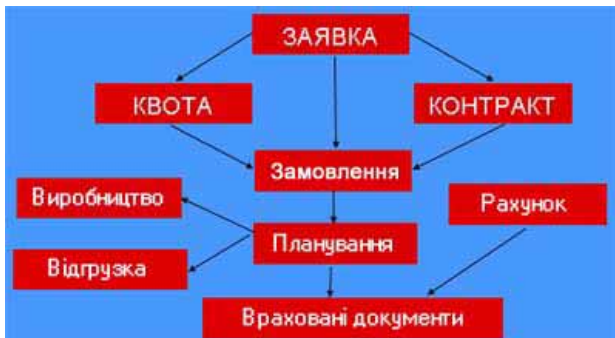 ЗАЯВКА
КВОТА
КОНТРАКТ
Замовлення
Виробництво
Рахунок
Планування
Відгрузка
Враховані документи